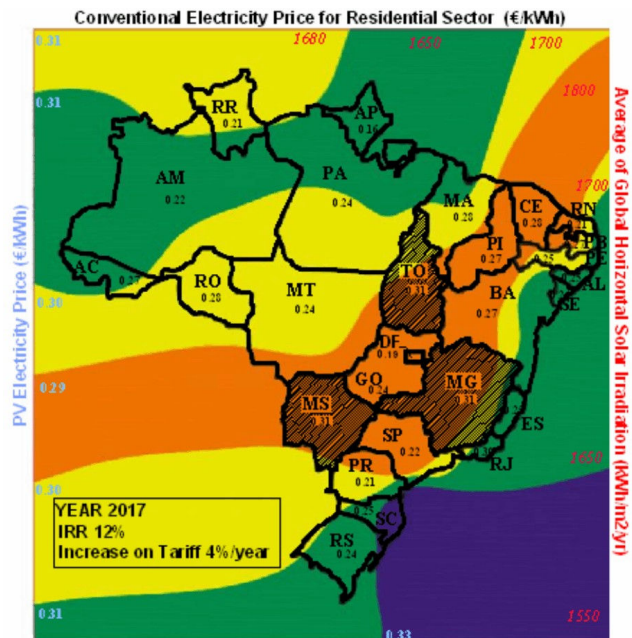 Conventional Electricity Price for Residential Sector (€/kWh)
0.31
1680
1650
1700
1800
0.31
RR
0.21
AP
0.16
AM
0.22
PA
0.24
MA
0.28
1700
CE
0.28
RN
PI
0.27
PB
PE
0.25
AL
SE
AC
0.27
RO
0.28
MT
0.24
TO
0.31
BA
0.27
0.30
DF
0.19
GO
0.24
MG
0.31
0.29
MS
0.31
ES
SP
0.22
RJ
1650
PR
0.21
0.30
0.25
SC
RS
0.24
YEAR 2017
IRR 12%
Increase on Tariff 4%/year
0.31
0.33
1550
PV Electricity Price (€/kWh)
Average of Global Horizontal Solar Irradiation (kWh/m2/yr)